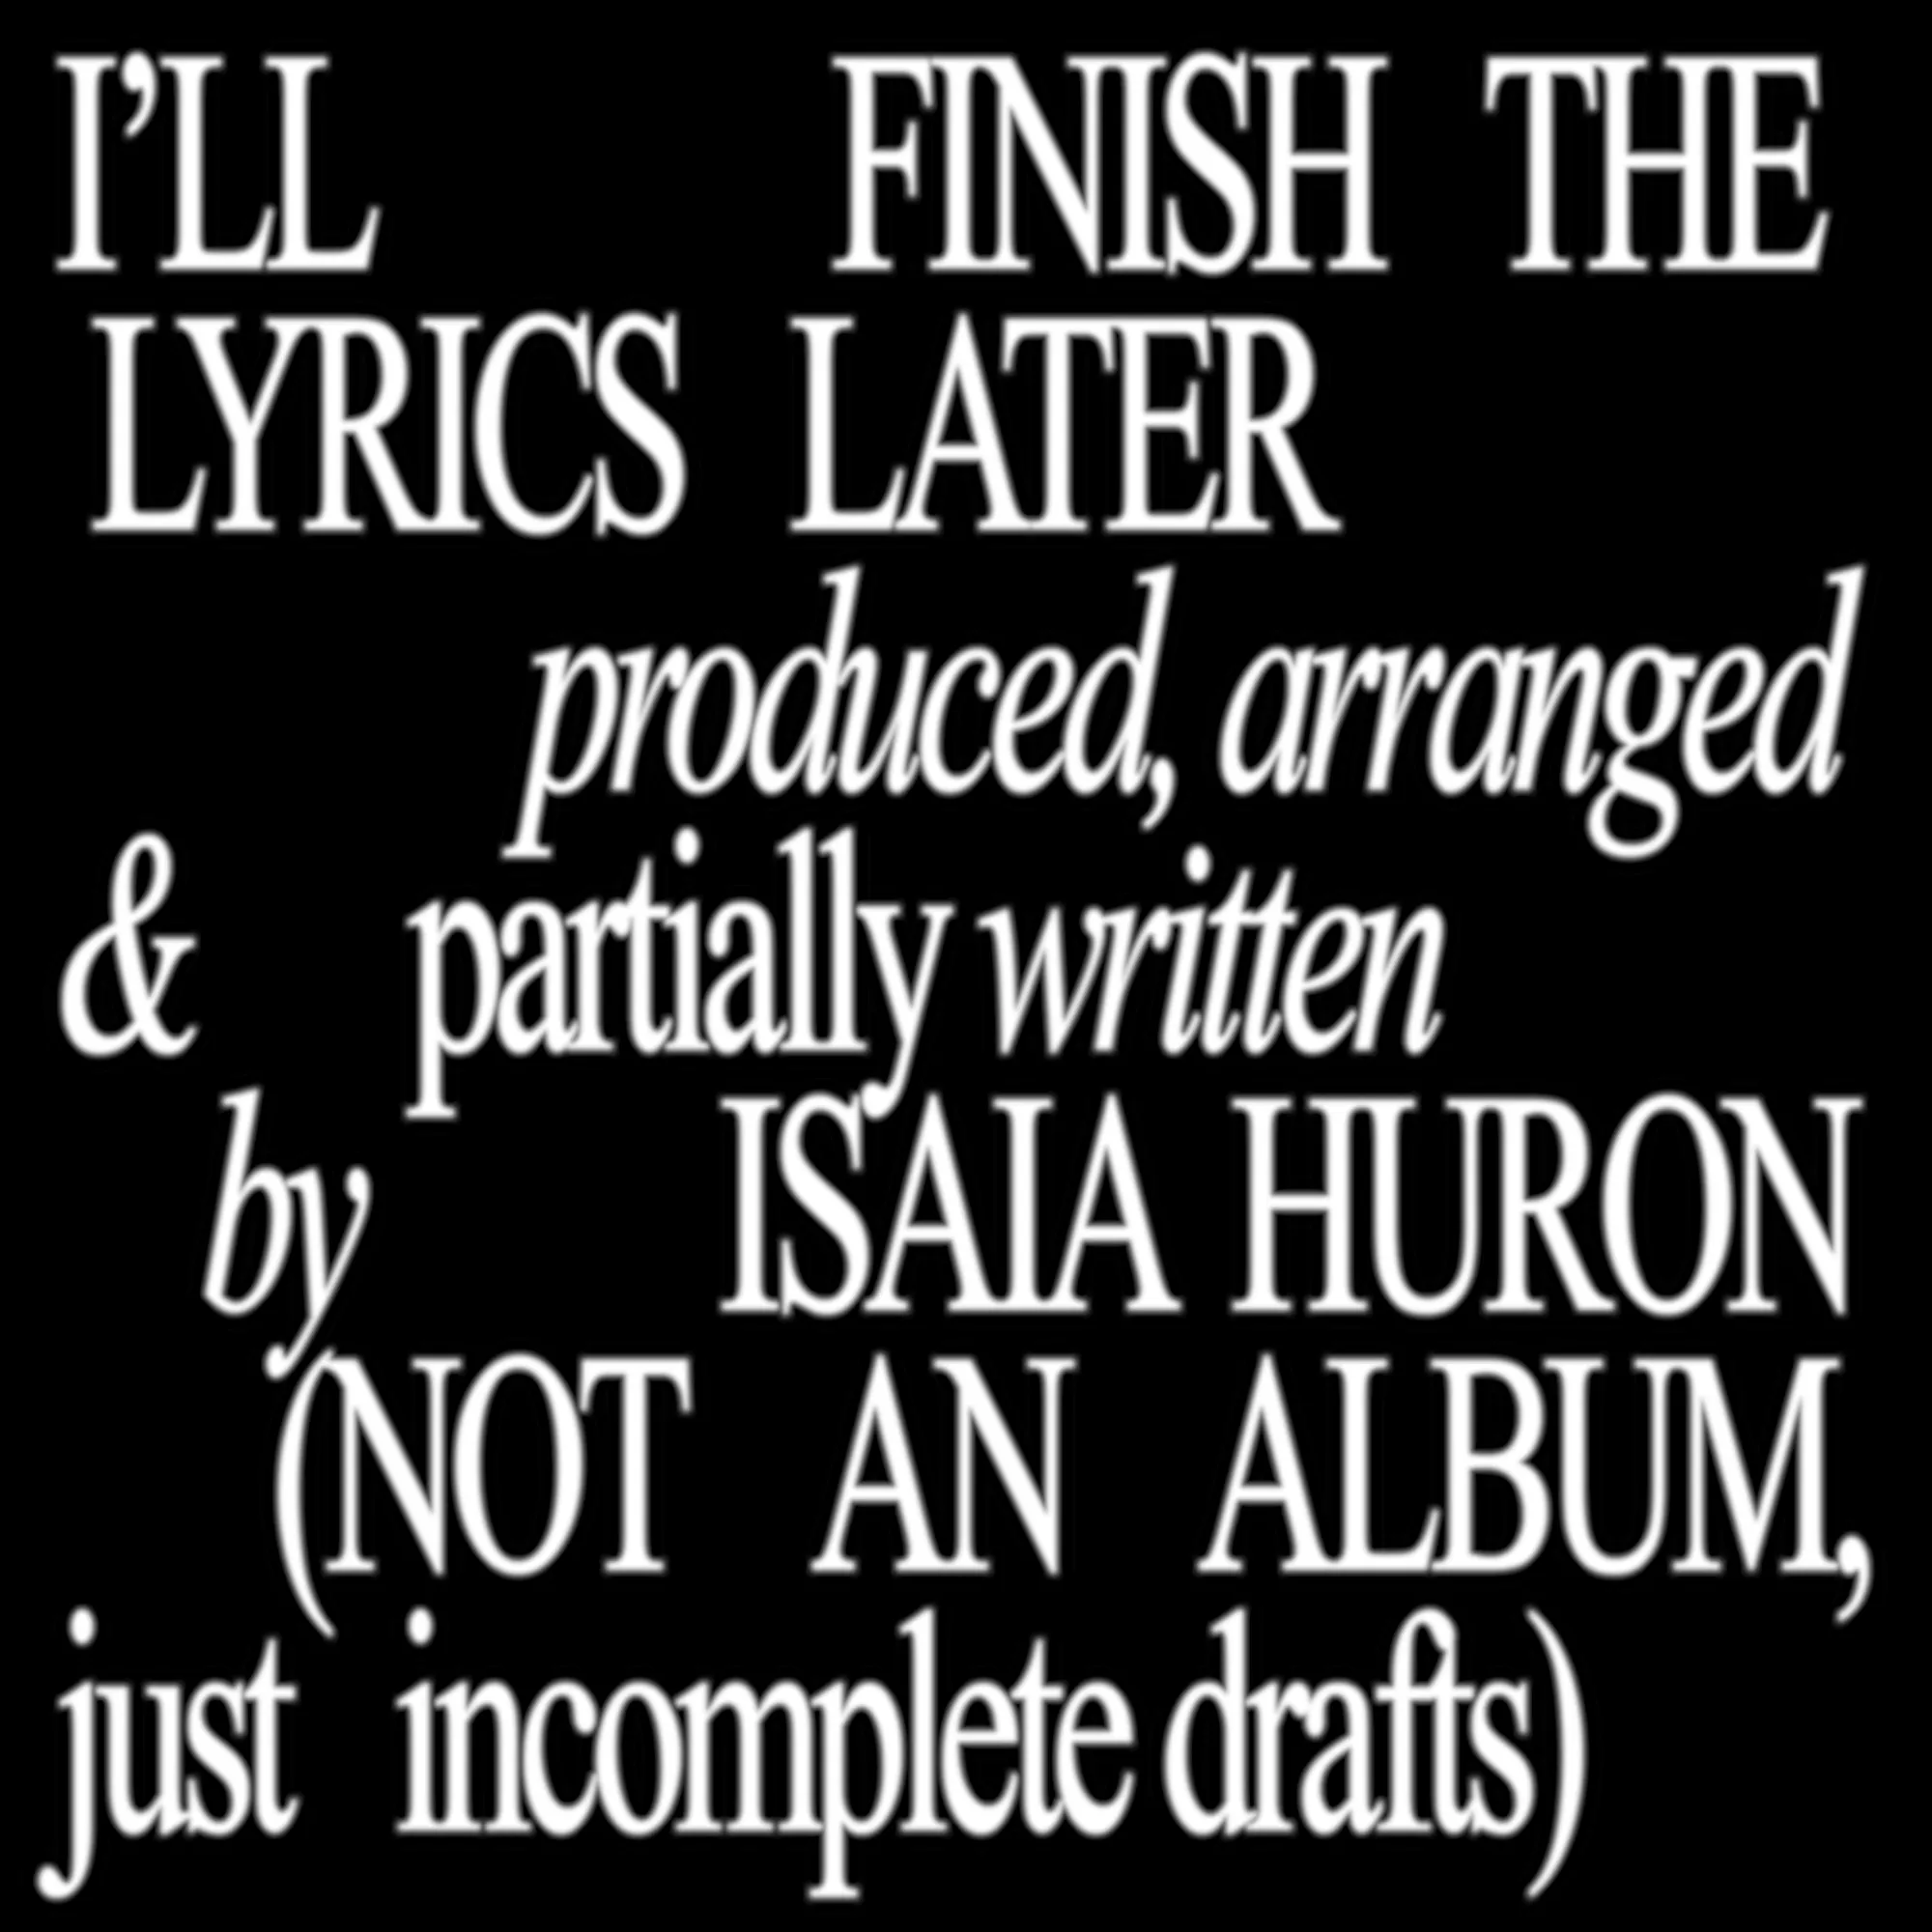 I’LL FINISH THE
LYRICS LATER
produced, arranged
& partially written
by ISAIA HURON
(NOT AN ALBUM,
just incomplete drafts)